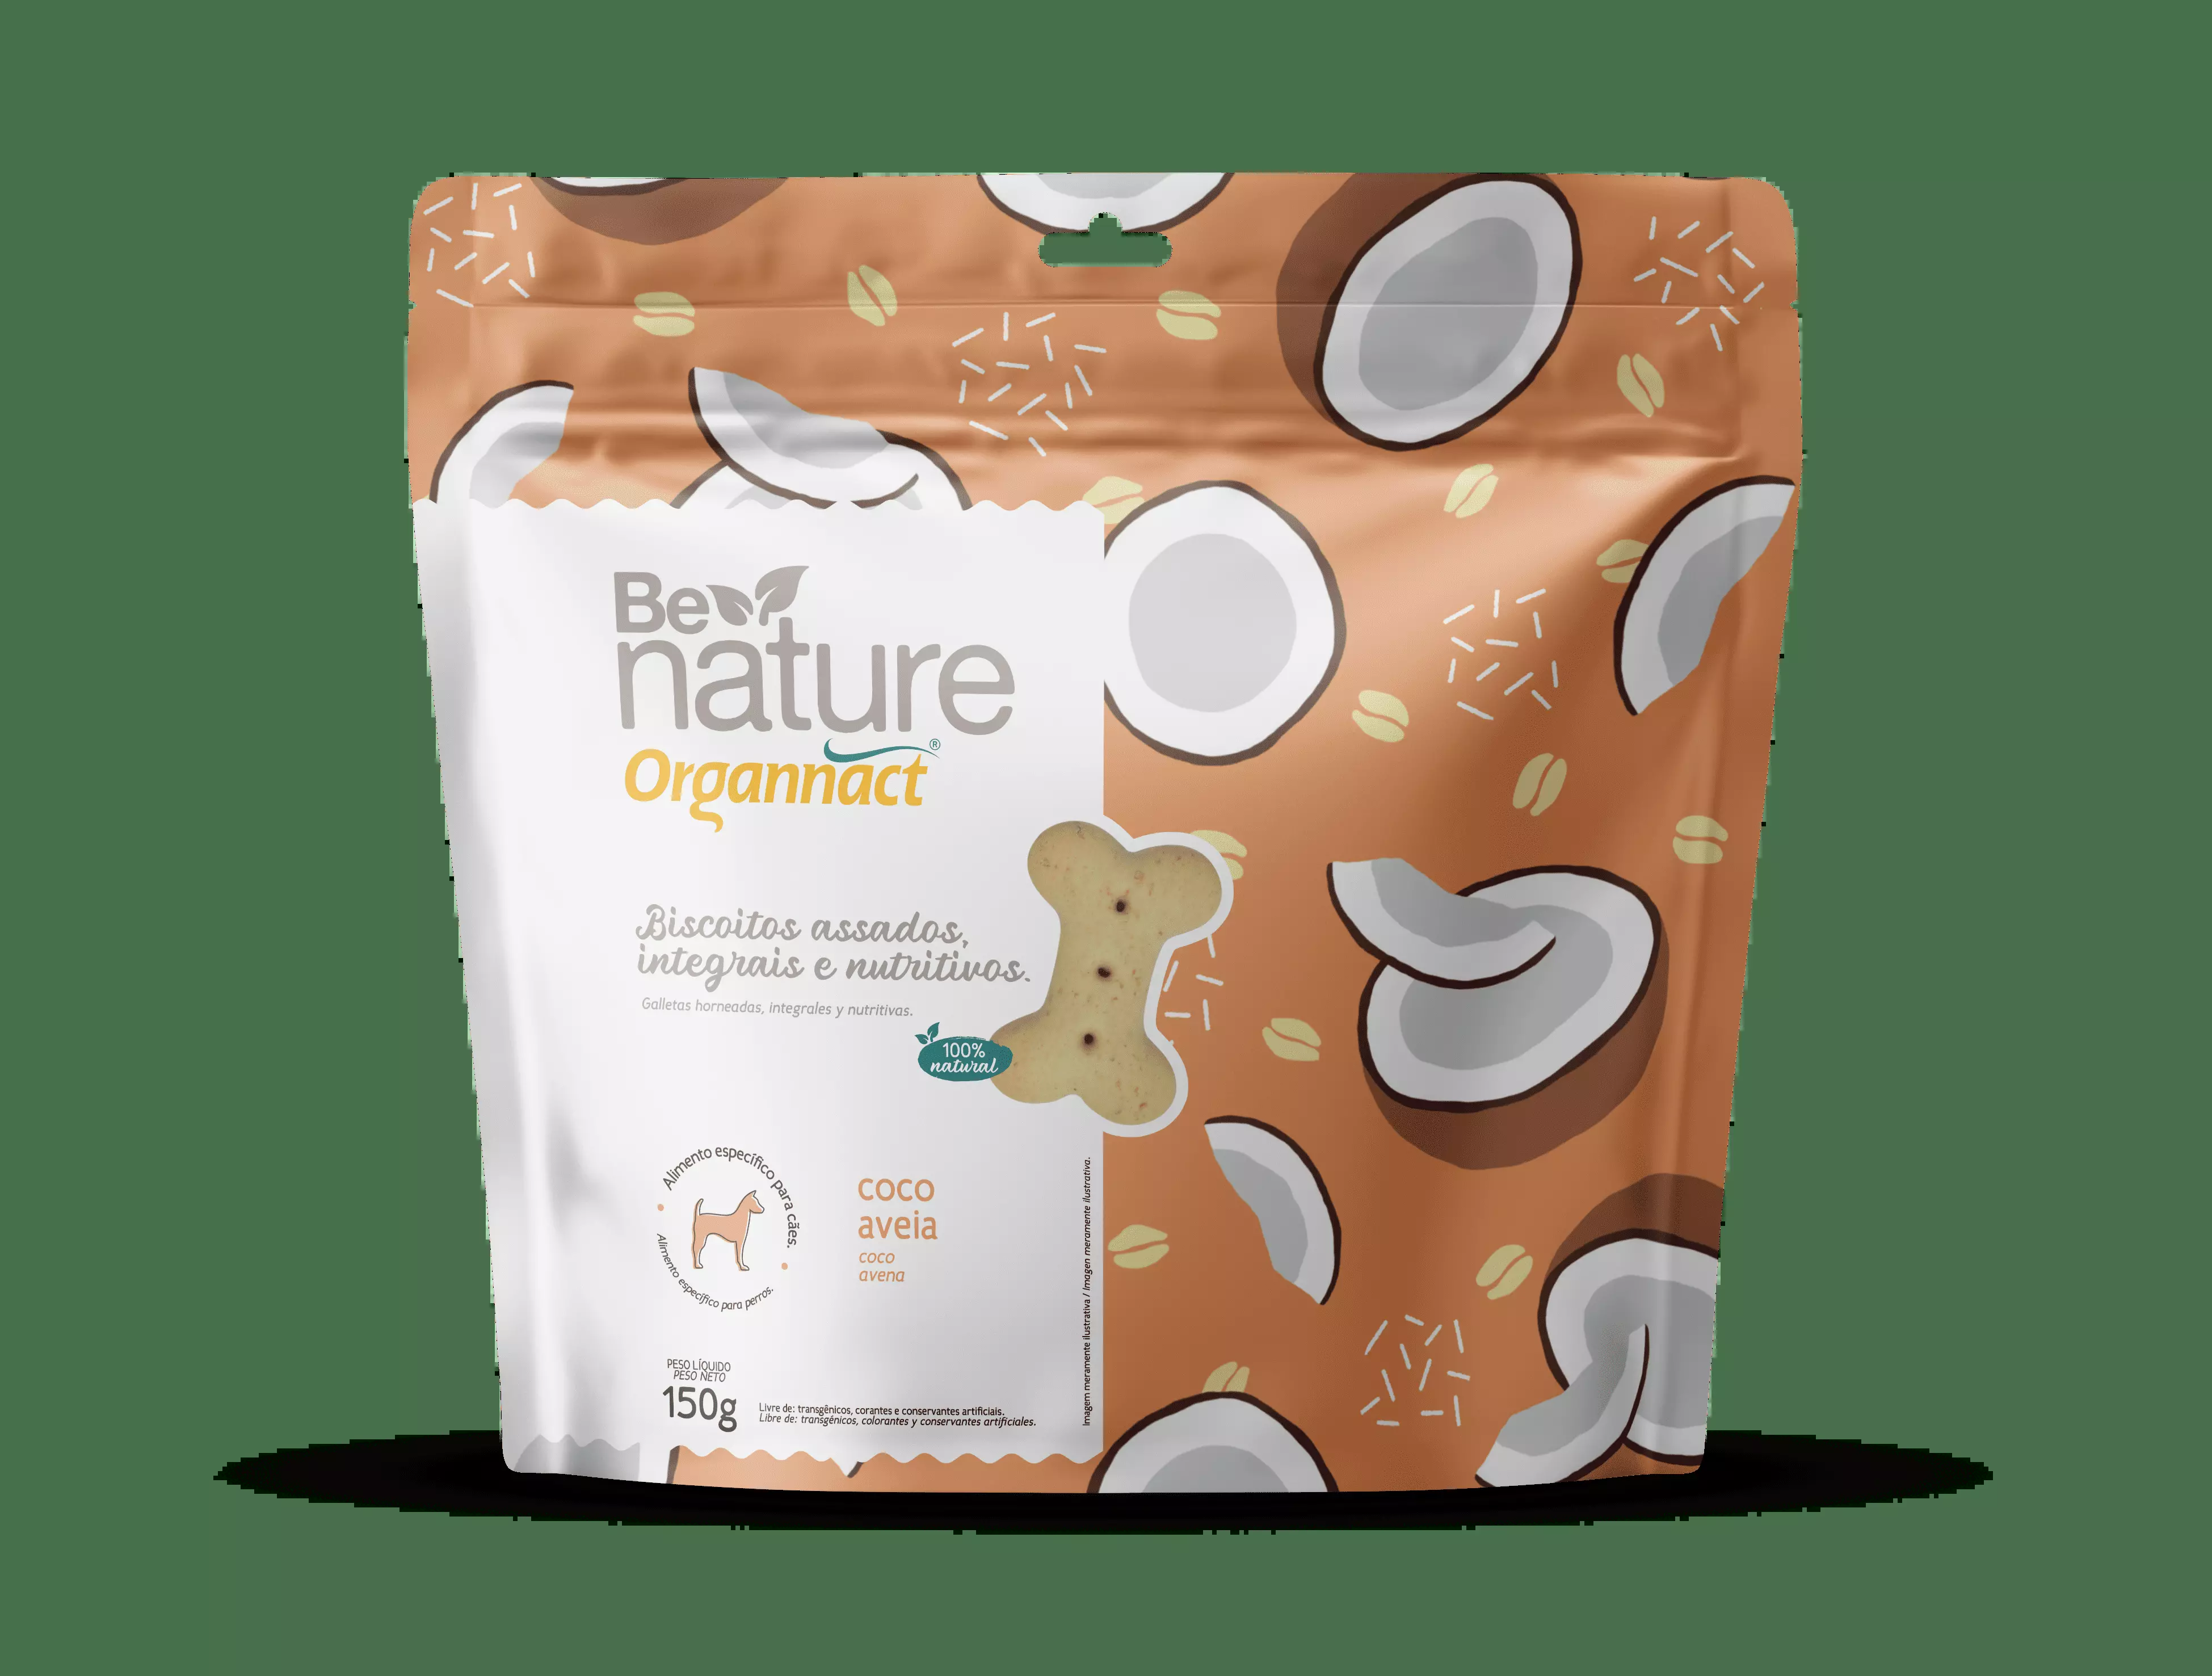 Be
nature
Organnact®
Biscoitos assados,
integrais e nutritivos.
Galletas horneadas, integrales y nutritivas.
100%
natural
Alimento específico para cães.
Alimento específico para perros.
coco
aveia
coco
avena
PESO LÍQUIDO
PESO NETO
150g
Livre de: transgênicos, corantes e conservantes artificiais.
Libre de: transgénicos, colorantes y conservantes artificiales.
Imagem meramente ilustrativa / Imagen meramente ilustrativa.